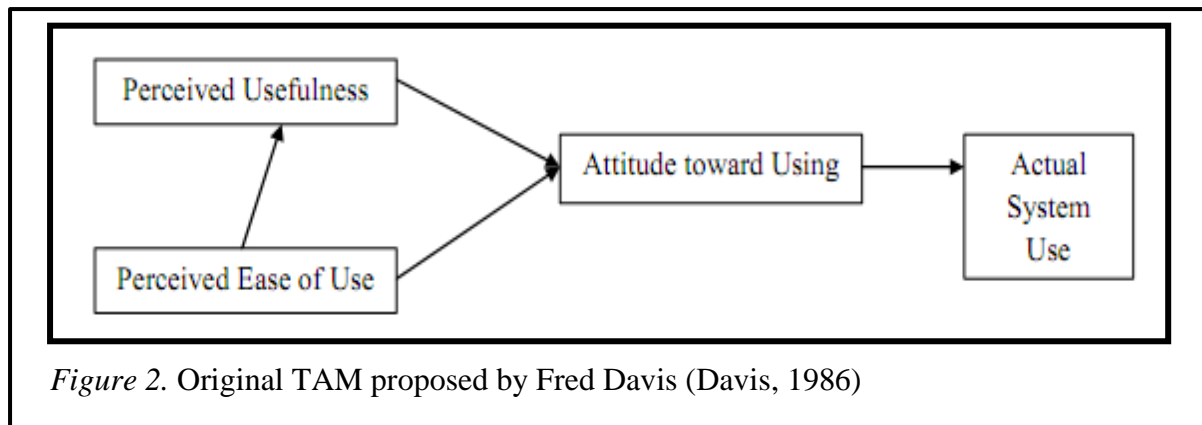 Perceived Usefulness
Perceived Ease of Use
Attitude toward Using
Actual
System
Use
Figure 2. Original TAM proposed by Fred Davis (Davis, 1986)